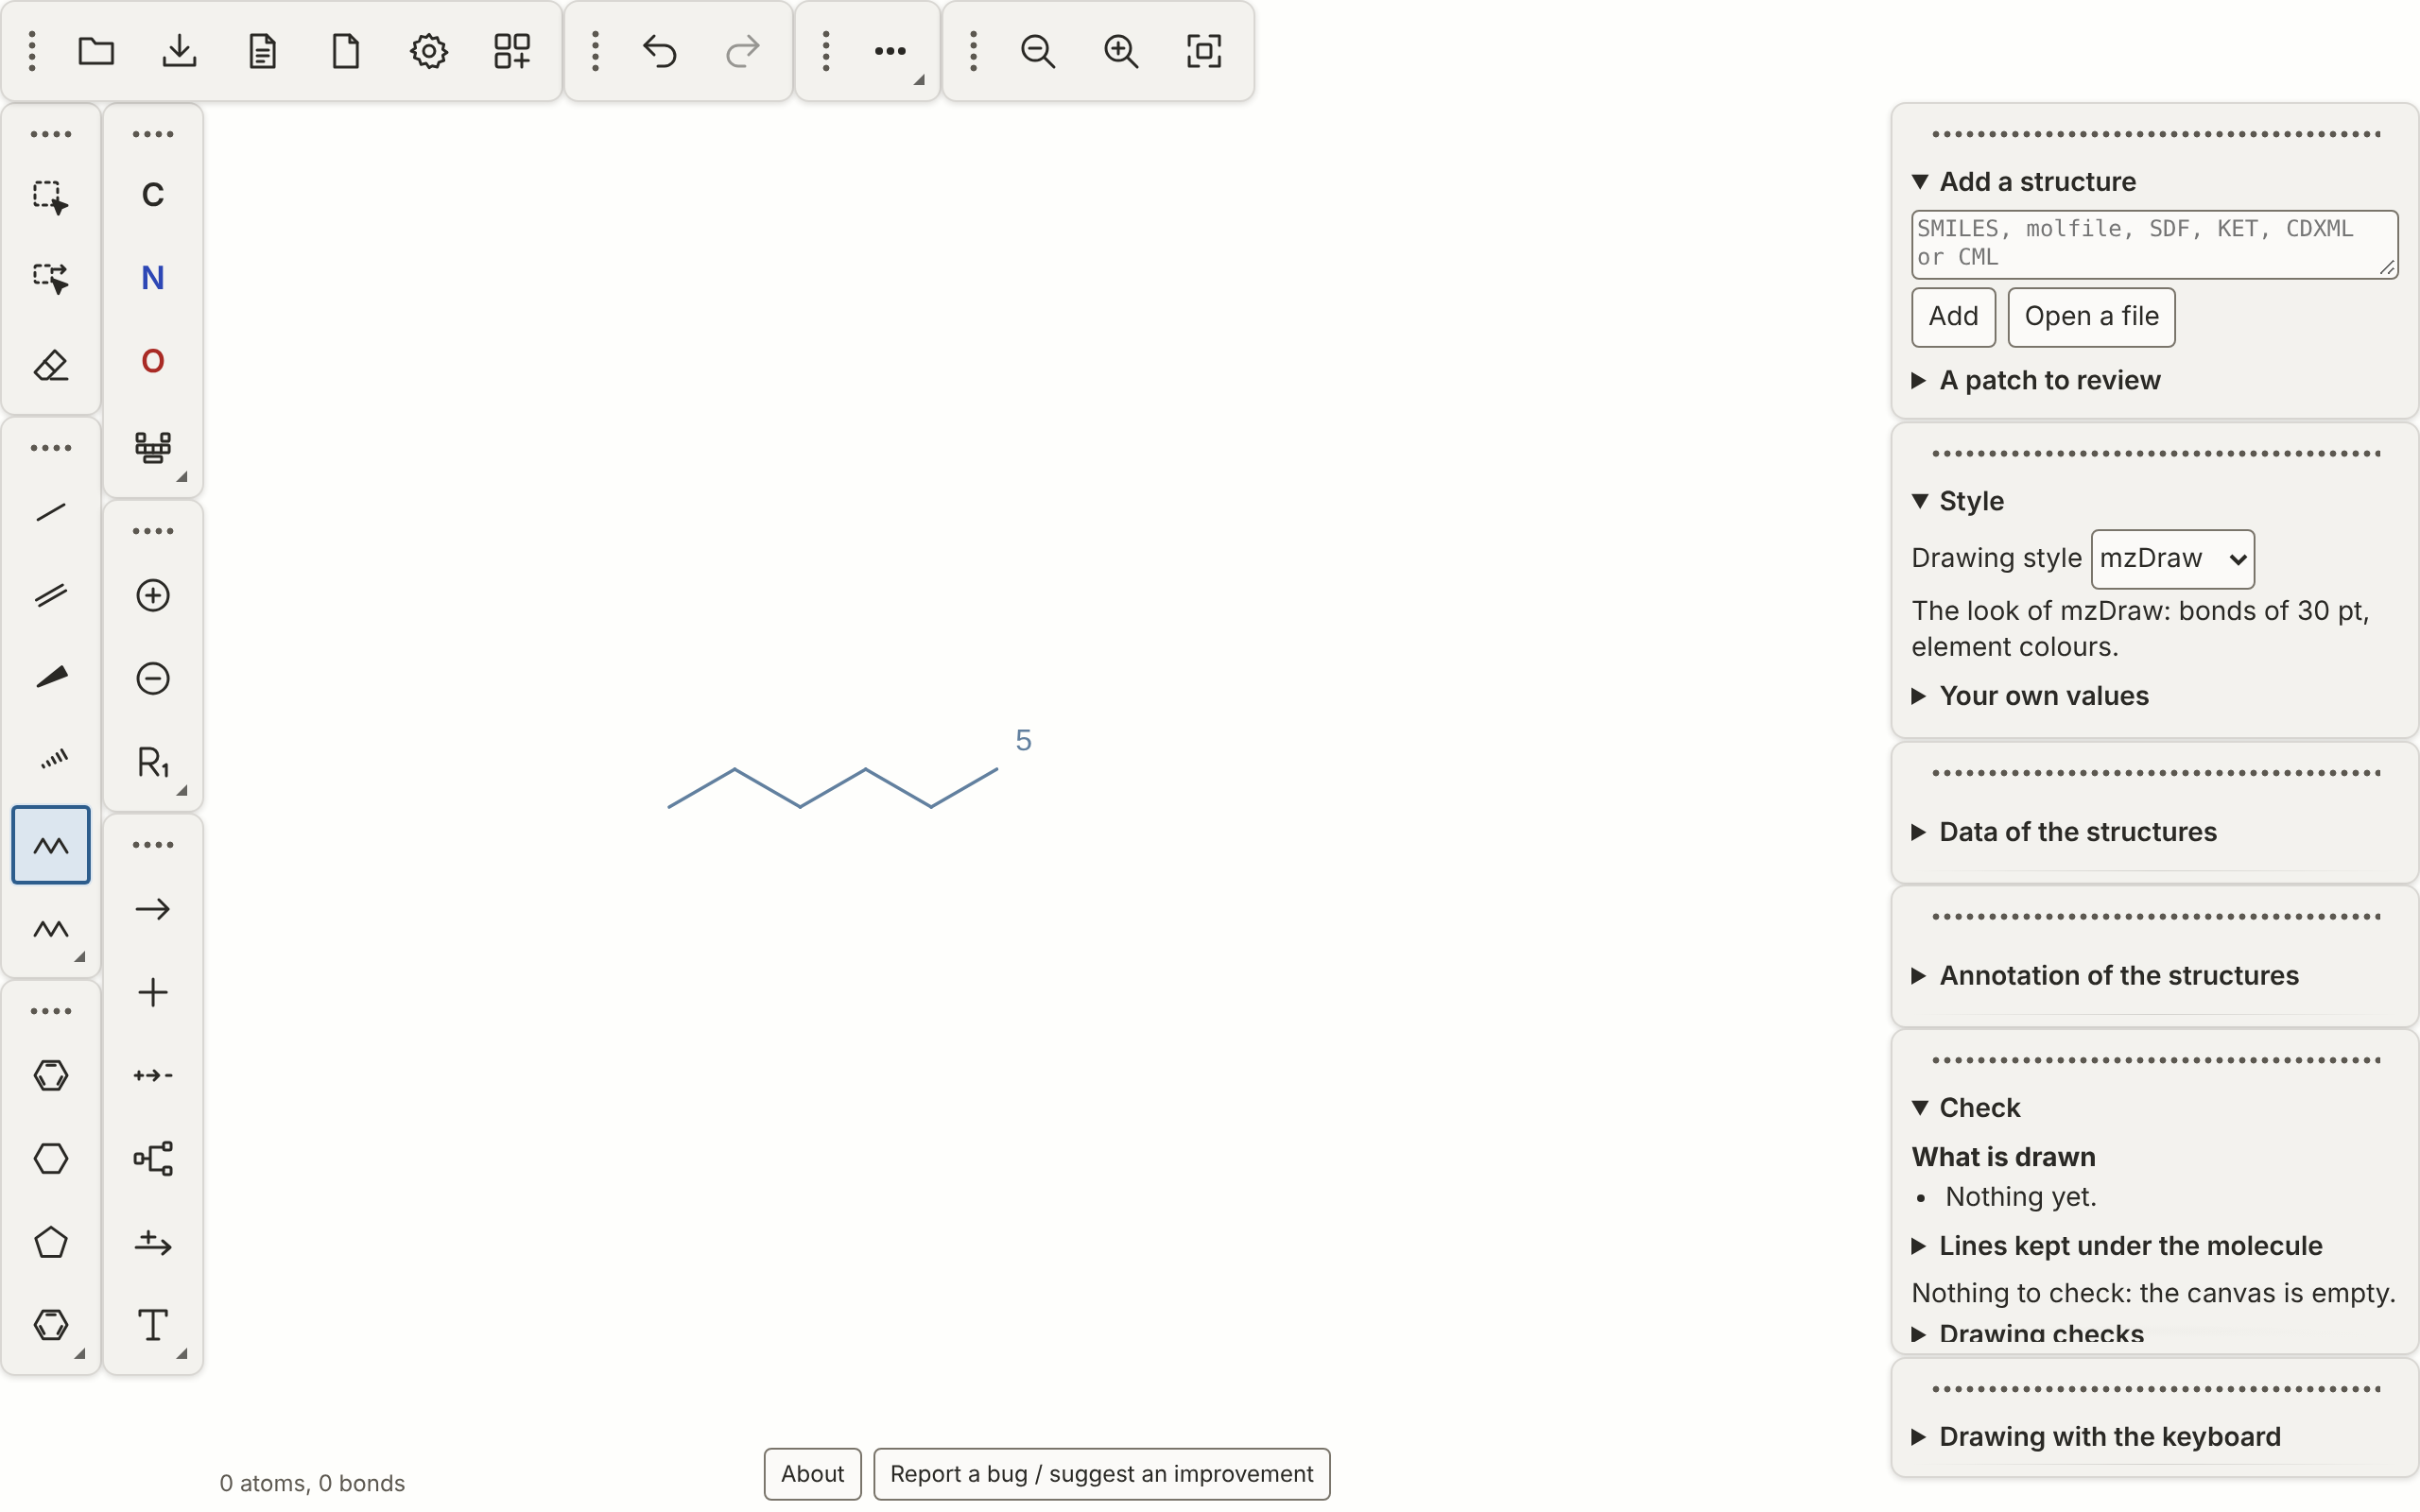 Add a structure
SMILES, molfile, SDF, KET, CDXML
or CML
Add
Open a file
A patch to review
Style
Drawing style
mzDraw
The look of mzDraw: bonds of 30 pt,
element colours.
Your own values
Data of the structures
Annotation of the structures
Check
What is drawn
• Nothing yet.
Lines kept under the molecule
Nothing to check: the canvas is empty.
Drawing checks
Drawing with the keyboard
C
N
O
R1
T
5
0 atoms, 0 bonds
About
Report a bug / suggest an improvement